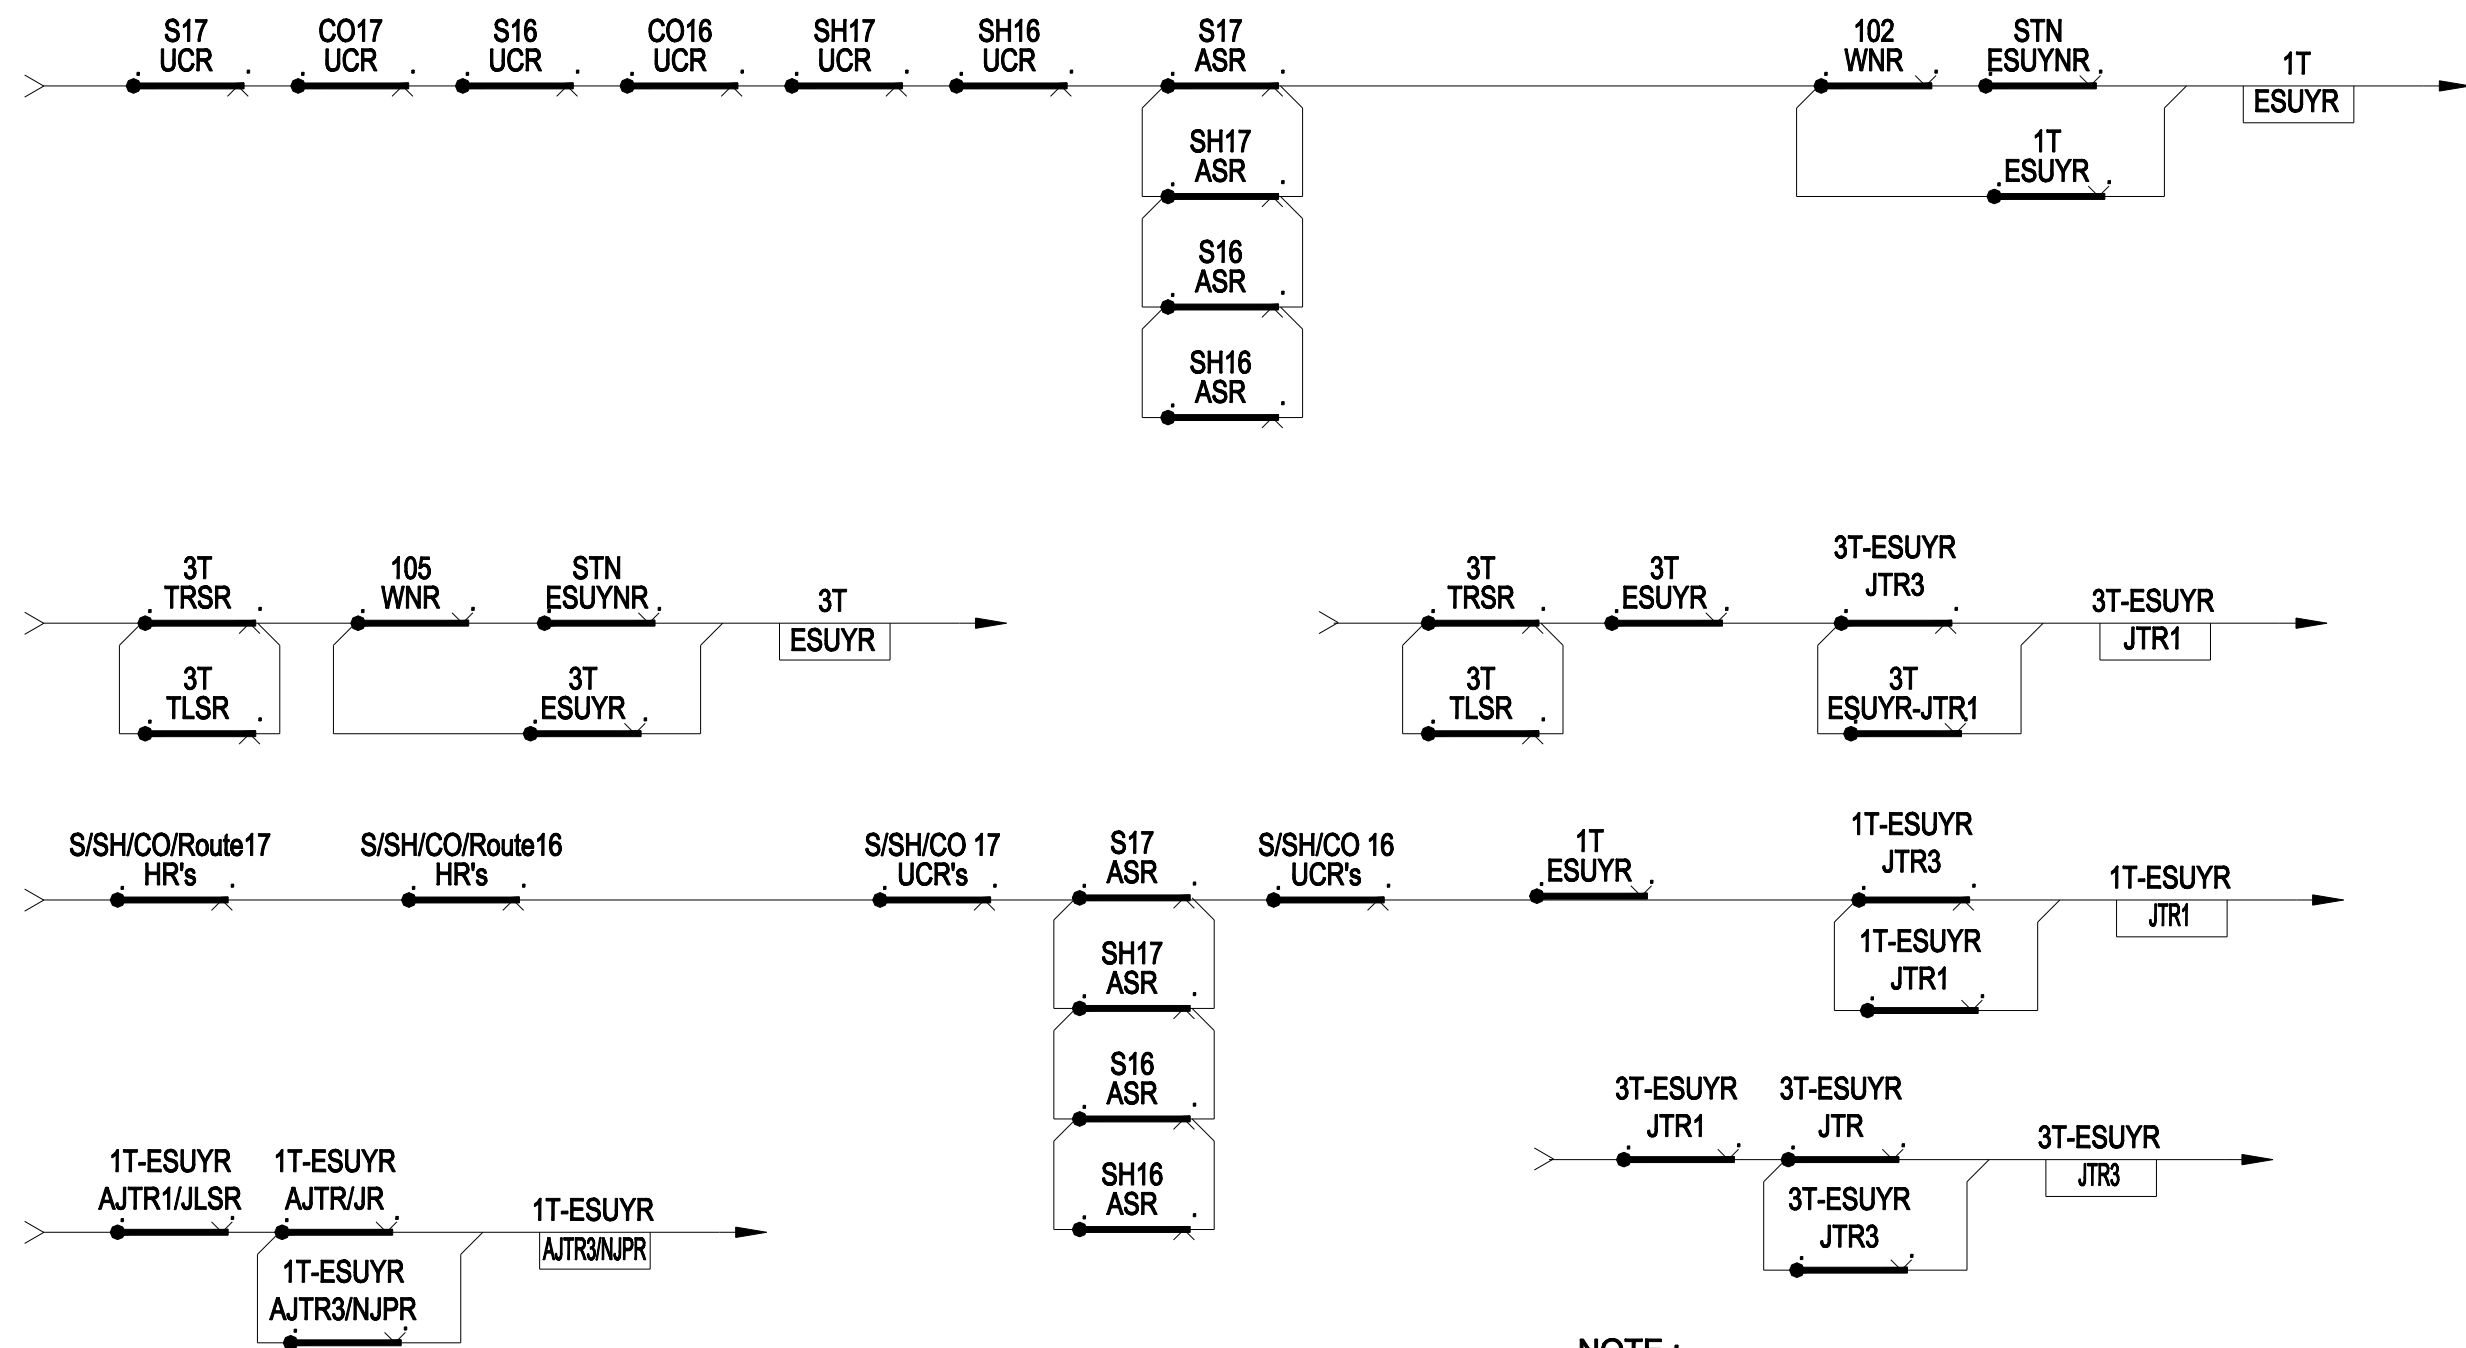 S17 CO17 S16 CO16 SH17 SH16 S17 102 STN 1T
UCR UCR UCR UCR UCR UCR ASR WNR ESUYNR ESUYR
SH17
ASR
1T
ESUYR
S16
ASR
SH16
ASR
3T 105 STN 3T
TRSR WNR ESUYNR ESUYR
3T 3T
TLSR ESUYR
3T 3T 3T-ESUYR 3T-ESUYR
TRSR ESUYR JTR3 JTR1
3T 3T
TLSR ESUYR-JTR1
S/SH/CO/Route17 S/SH/CO/Route16 S/SH/CO 17 S17 S/SH/CO 16 1T 1T-ESUYR 1T-ESUYR
HR's HR's UCR's ASR UCR's ESUYR JTR3 JTR1
SH17
ASR
1T-ESUYR
JTR1
S16
ASR
SH16
ASR
3T-ESUYR 3T-ESUYR 3T-ESUYR
JTR1 JTR JTR3
3T-ESUYR
JTR3
1T-ESUYR 1T-ESUYR 1T-ESUYR
AJTR1/JLSR AJTR/JR AJTR3/NJPR
1T-ESUYR
AJTR3/NJPR
NOTE :